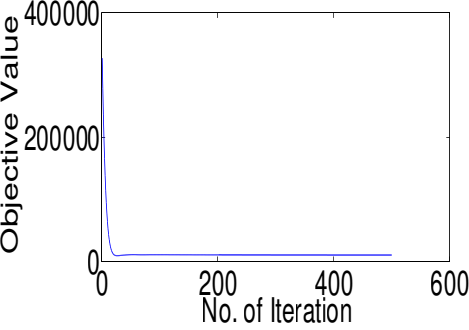 400000
200000
0
0 200 400 600
No. of Iteration
Objective Value